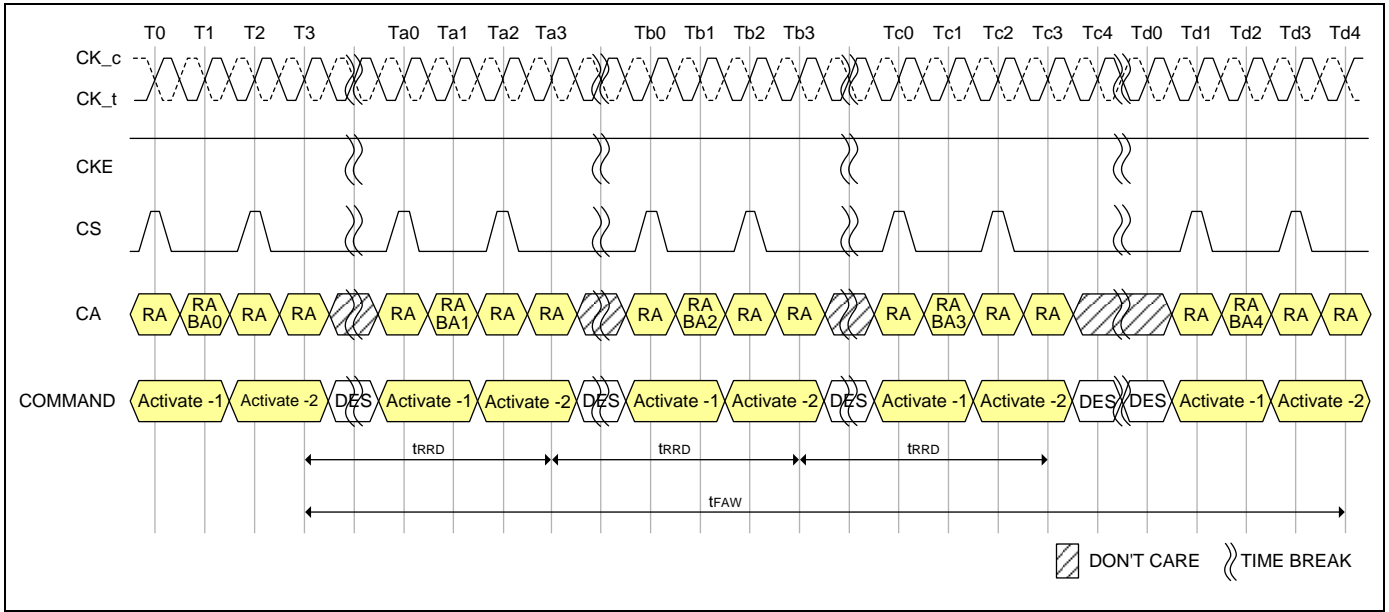 T0 T1 T2 T3 Ta0 Ta1 Ta2 Ta3 Tb0 Tb1 Tb2 Tb3 Tc0 Tc1 Tc2 Tc3 Tc4 Td0 Td1 Td2 Td3 Td4
CK_c
CK_t
CKE
CS
CA RA RA BA0 RA RA RA RA BA1 RA RA RA RA BA2 RA RA RA RA BA3 RA RA RA RA BA4 RA RA
COMMAND Activate -1 Activate -2 DES Activate -1 Activate -2 DES Activate -1 Activate -2 DES Activate -1 Activate -2 DES DES Activate -1 Activate -2
tRRD tRRD tRRD
tFAW
DON'T CARE TIME BREAK